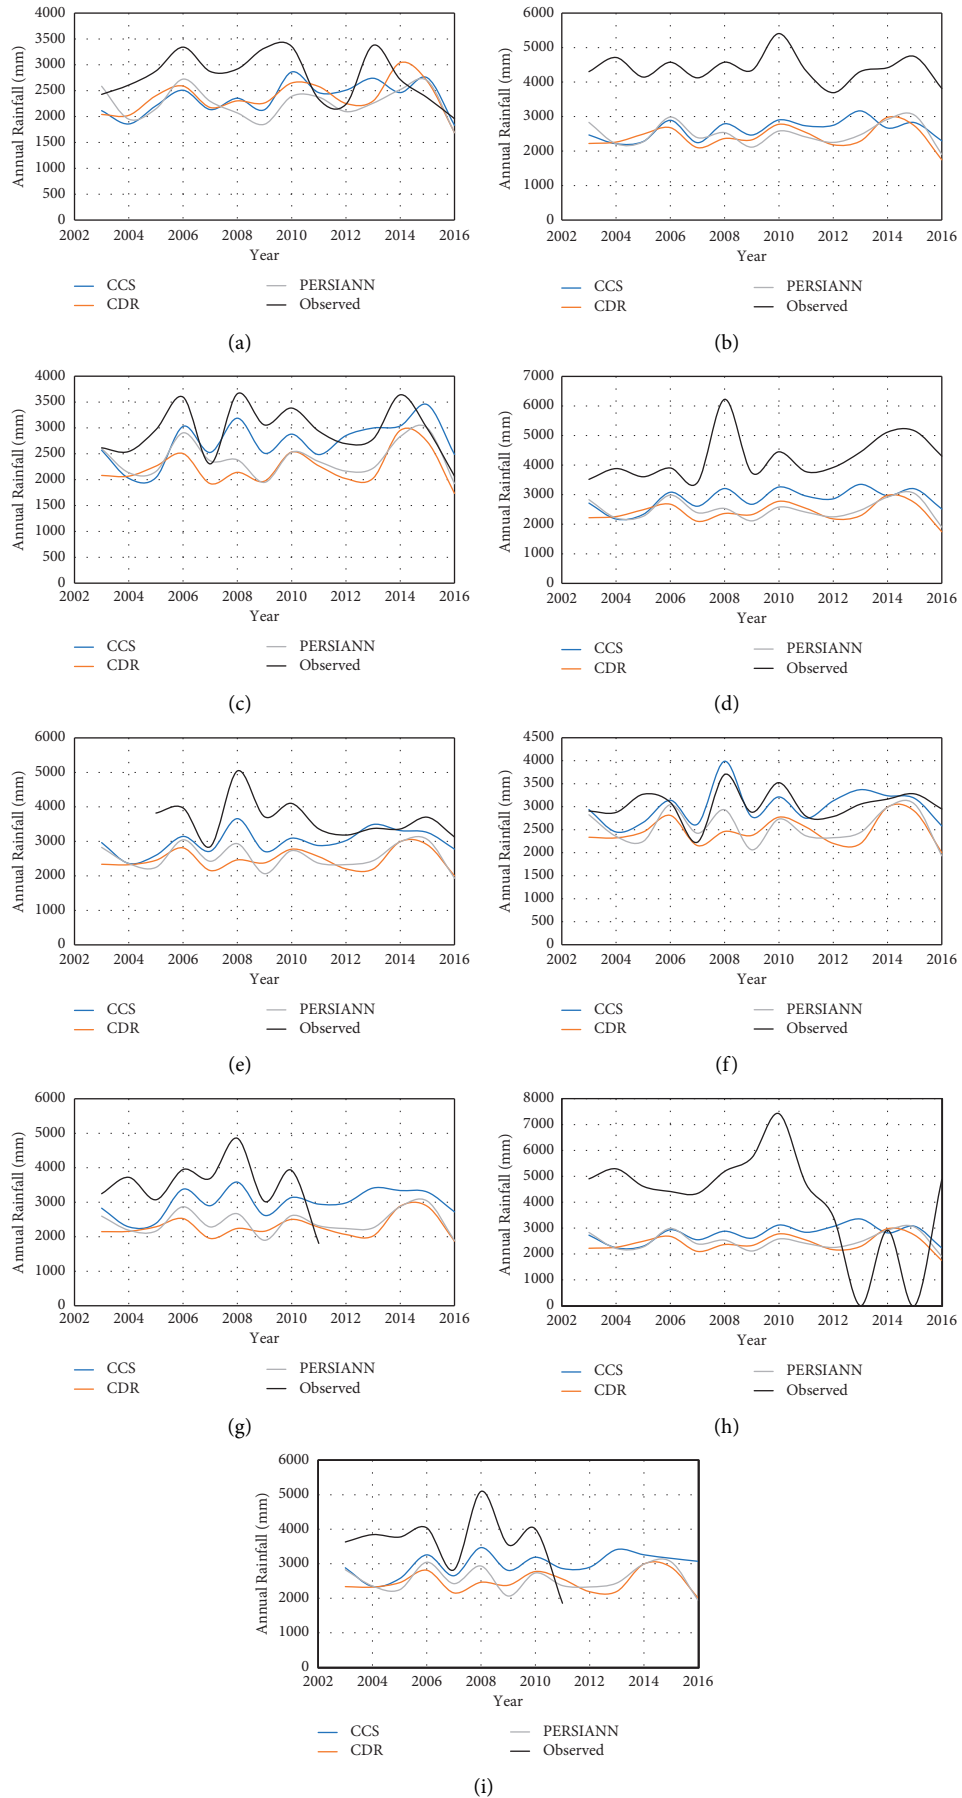 Annual Rainfall (mm)
4000
3500
3000
2500
2000
1500
1000
500
0
2002 2004 2006 2008 2010 2012 2014 2016
Year
CCS PERSIANN
CDR Observed
(a)
Annual Rainfall (mm)
6000
5000
4000
3000
2000
1000
0
2002 2004 2006 2008 2010 2012 2014 2016
Year
CCS PERSIANN
CDR Observed
(b)
Annual Rainfall (mm)
4000
3500
3000
2500
2000
1500
1000
500
0
2002 2004 2006 2008 2010 2012 2014 2016
Year
CCS PERSIANN
CDR Observed
(c)
Annual Rainfall (mm)
7000
6000
5000
4000
3000
2000
1000
0
2002 2004 2006 2008 2010 2012 2014 2016
Year
CCS PERSIANN
CDR Observed
(d)
Annual Rainfall (mm)
6000
5000
4000
3000
2000
1000
0
2002 2004 2006 2008 2010 2012 2014 2016
Year
CCS PERSIANN
CDR Observed
(e)
Annual Rainfall (mm)
4500
4000
3500
3000
2500
2000
1500
1000
500
0
2002 2004 2006 2008 2010 2012 2014 2016
Year
CCS PERSIANN
CDR Observed
(f)
Annual Rainfall (mm)
6000
5000
4000
3000
2000
1000
0
2002 2004 2006 2008 2010 2012 2014 2016
Year
CCS PERSIANN
CDR Observed
(g)
Annual Rainfall (mm)
8000
7000
6000
5000
4000
3000
2000
1000
0
2002 2004 2006 2008 2010 2012 2014 2016
Year
CCS PERSIANN
CDR Observed
(h)
Annual Rainfall (mm)
6000
5000
4000
3000
2000
1000
0
2002 2004 2006 2008 2010 2012 2014 2016
Year
CCS PERSIANN
CDR Observed
(i)